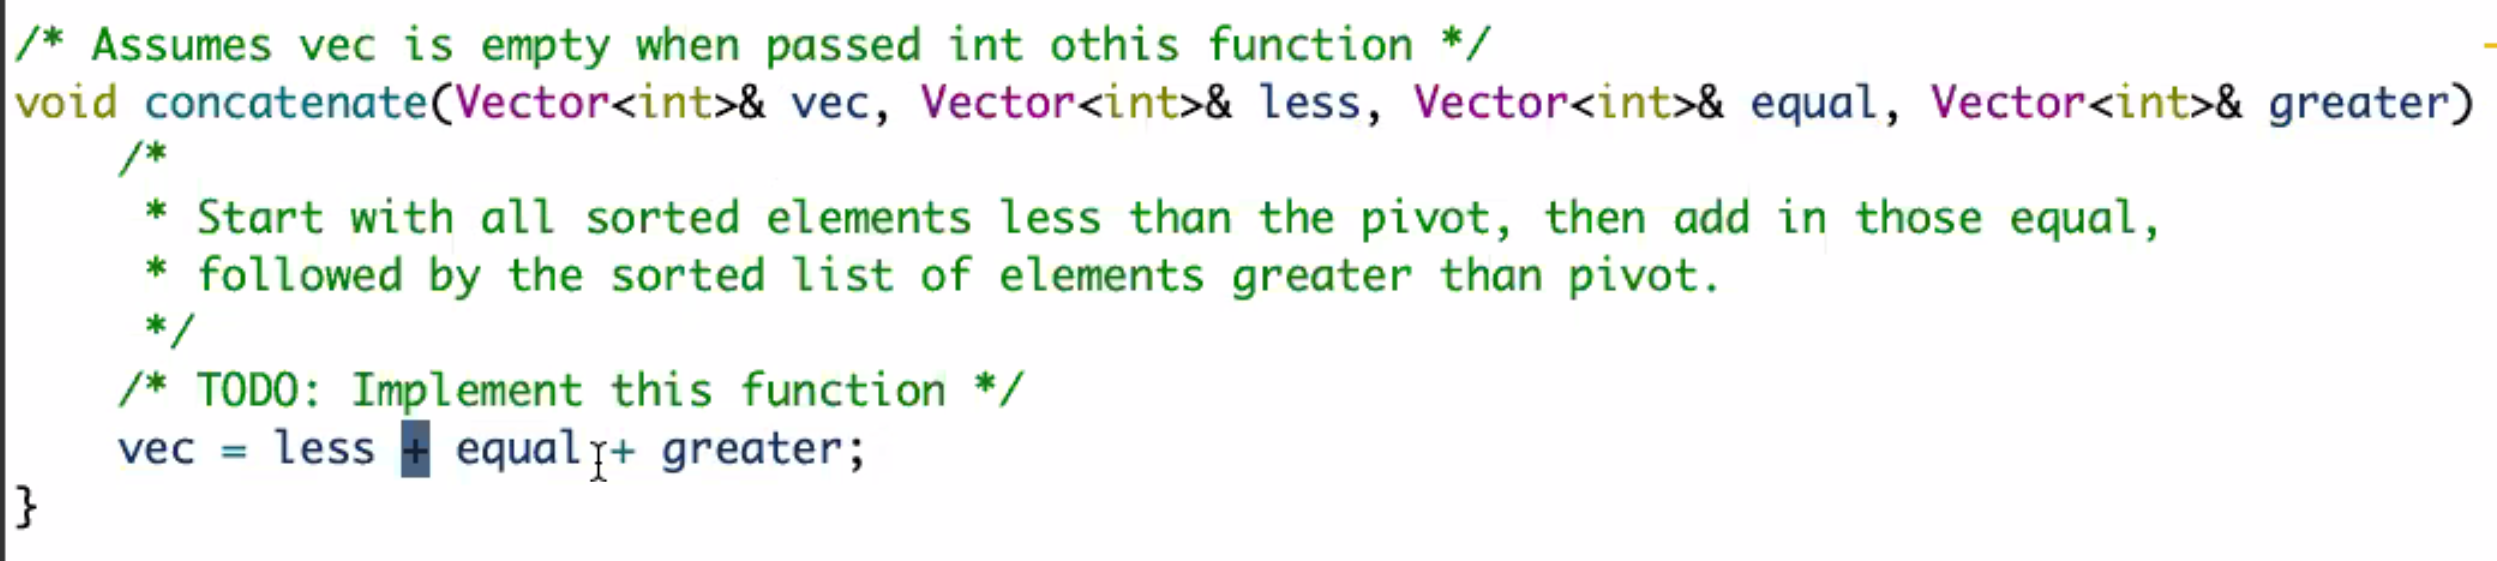 /* Assumes vec is empty when passed int othis function */
void concatenate(Vector<int>& vec, Vector<int>& less, Vector<int>& equal, Vector<int>& greater)
/*
* Start with all sorted elements less than the pivot, then add in those equal,
* followed by the sorted list of elements greater than pivot.
*/
/* TODO: Implement this function */
vec = less + equal + greater;
}